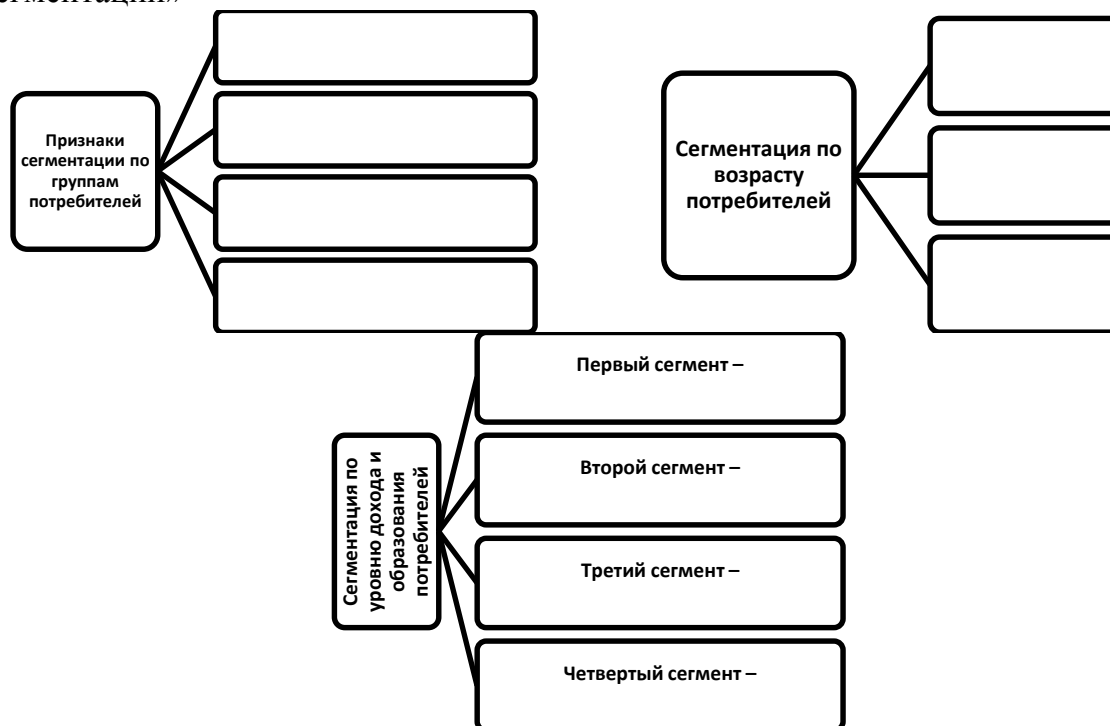 Признаки
сегментации по
группам
потребителей
Сегментация по
возрасту
потребителей
Сегментация по
уровню дохода и
образования
потребителей
Первый сегмент –
Второй сегмент –
Третий сегмент –
Четвертый сегмент –